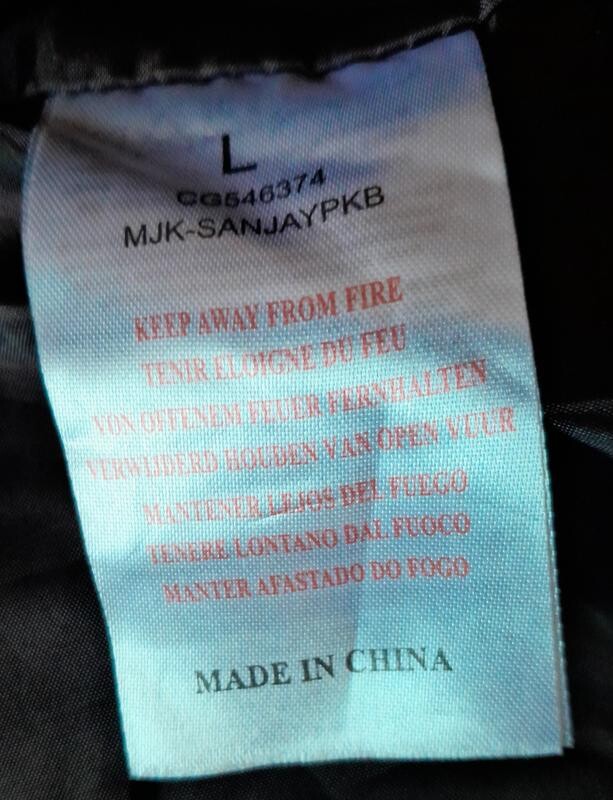 L
CG546374
MJK-SANJAYPKB
KEEP AWAY FROM FIRE
TENIR ELOIGNE DU FEU
VON OFFENEM FEUER FERNHALTEN
VERWIJDERD HOUDEN VAN OPEN VUUR
MANTENER LEJOS DEL FUEGO
TENERE LONTANO DAL FUOCO
MANTER AFASTADO DO FOGO
MADE IN CHINA